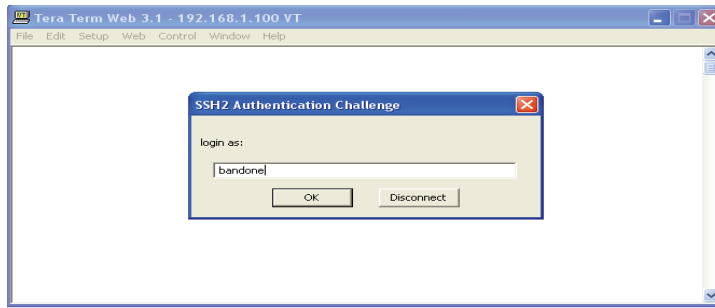 Tera Term Web 3.1 - 192.168.1.100 VT
File Edit Setup Web Control Window Help
SSH2 Authentication Challenge
login as:
bandone
OK Disconnect